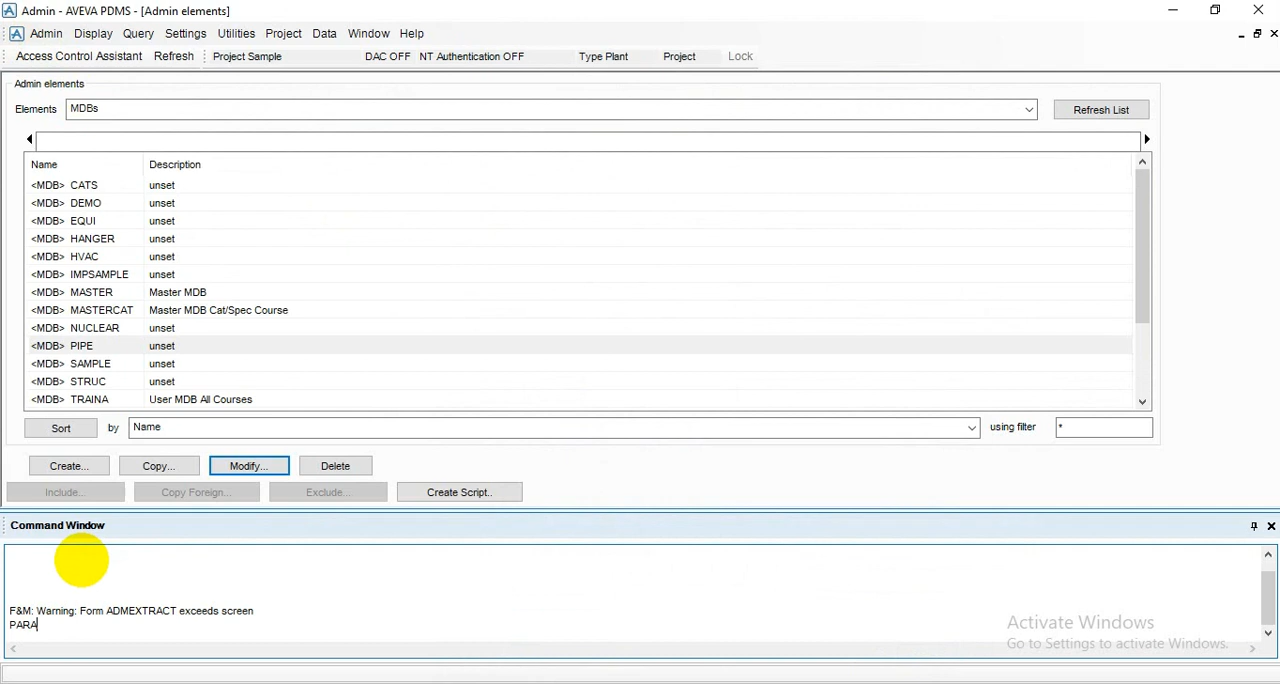 Admin - AVEVA PDMS - [Admin elements]
Admin Display Query Settings Utilities Project Data Window Help
Access Control Assistant Refresh Project Sample DAC OFF NT Authentication OFF Type Plant Project Lock
Admin elements
Elements MDBs Refresh List
Name Description
<MDB> CATS unset
<MDB> DEMO unset
<MDB> EQUI unset
<MDB> HANGER unset
<MDB> HVAC unset
<MDB> IMPSAMPLE unset
<MDB> MASTER Master MDB
<MDB> MASTERCAT Master MDB Cat/Spec Course
<MDB> NUCLEAR unset
<MDB> PIPE unset
<MDB> SAMPLE unset
<MDB> STRUC unset
<MDB> TRAINA User MDB All Courses
Sort by Name using filter *
Create... Copy... Modify... Delete
Include... Copy Foreign... Exclude... Create Script..
Command Window
F&M: Warning: Form ADMEXTRACT exceeds screen
PARA
Activate Windows
Go to Settings to activate Windows.